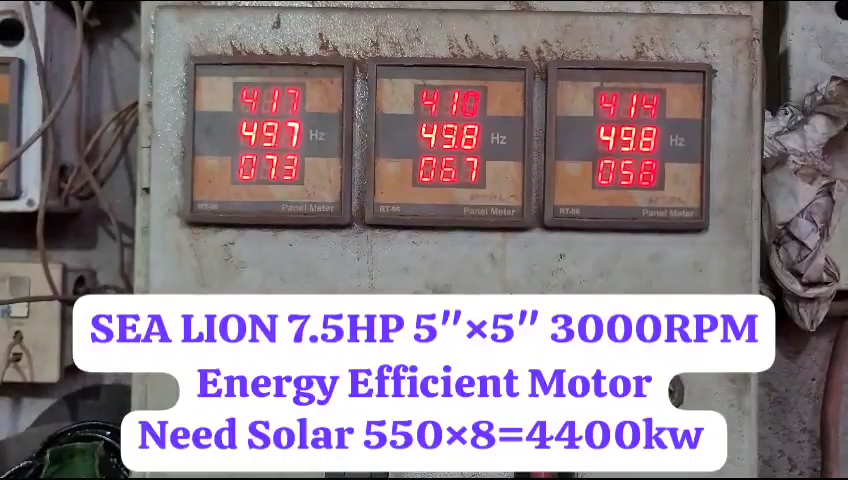 417 410 414
49.7 Hz 49.8 Hz 49.8 Hz
07.3 06.7 05.6
RT-96 Panel Meter RT-96 Panel Meter RT-96 Panel Meter
SEA LION 7.5HP 5"×5" 3000RPM
Energy Efficient Motor
Need Solar 550×8=4400kw